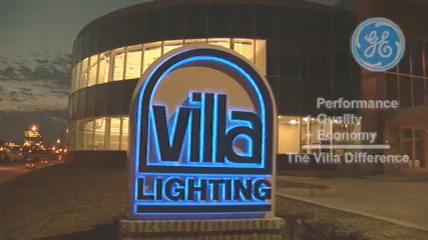 GE
Villa
LIGHTING
Performance
+ Quality
+ Economy
The Villa Difference